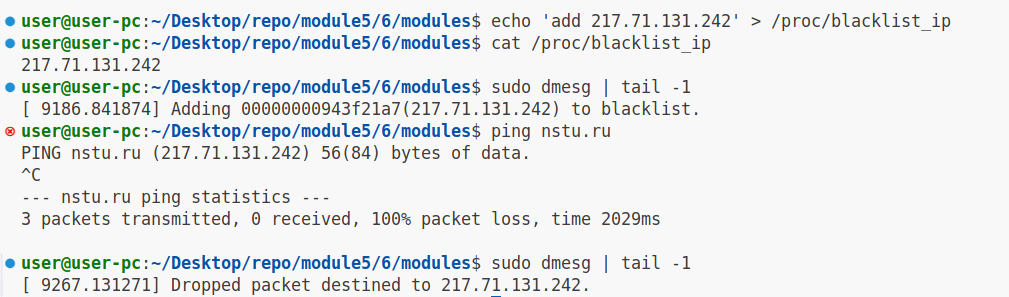 user@user-pc:~/Desktop/repo/module5/6/modules$ echo 'add 217.71.131.242' > /proc/blacklist_ip
user@user-pc:~/Desktop/repo/module5/6/modules$ cat /proc/blacklist_ip
217.71.131.242
user@user-pc:~/Desktop/repo/module5/6/modules$ sudo dmesg | tail -1
[ 9186.841874] Adding 00000000943f21a7(217.71.131.242) to blacklist.
user@user-pc:~/Desktop/repo/module5/6/modules$ ping nstu.ru
PING nstu.ru (217.71.131.242) 56(84) bytes of data.
^C
--- nstu.ru ping statistics ---
3 packets transmitted, 0 received, 100% packet loss, time 2029ms
user@user-pc:~/Desktop/repo/module5/6/modules$ sudo dmesg | tail -1
[ 9267.131271] Dropped packet destined to 217.71.131.242.